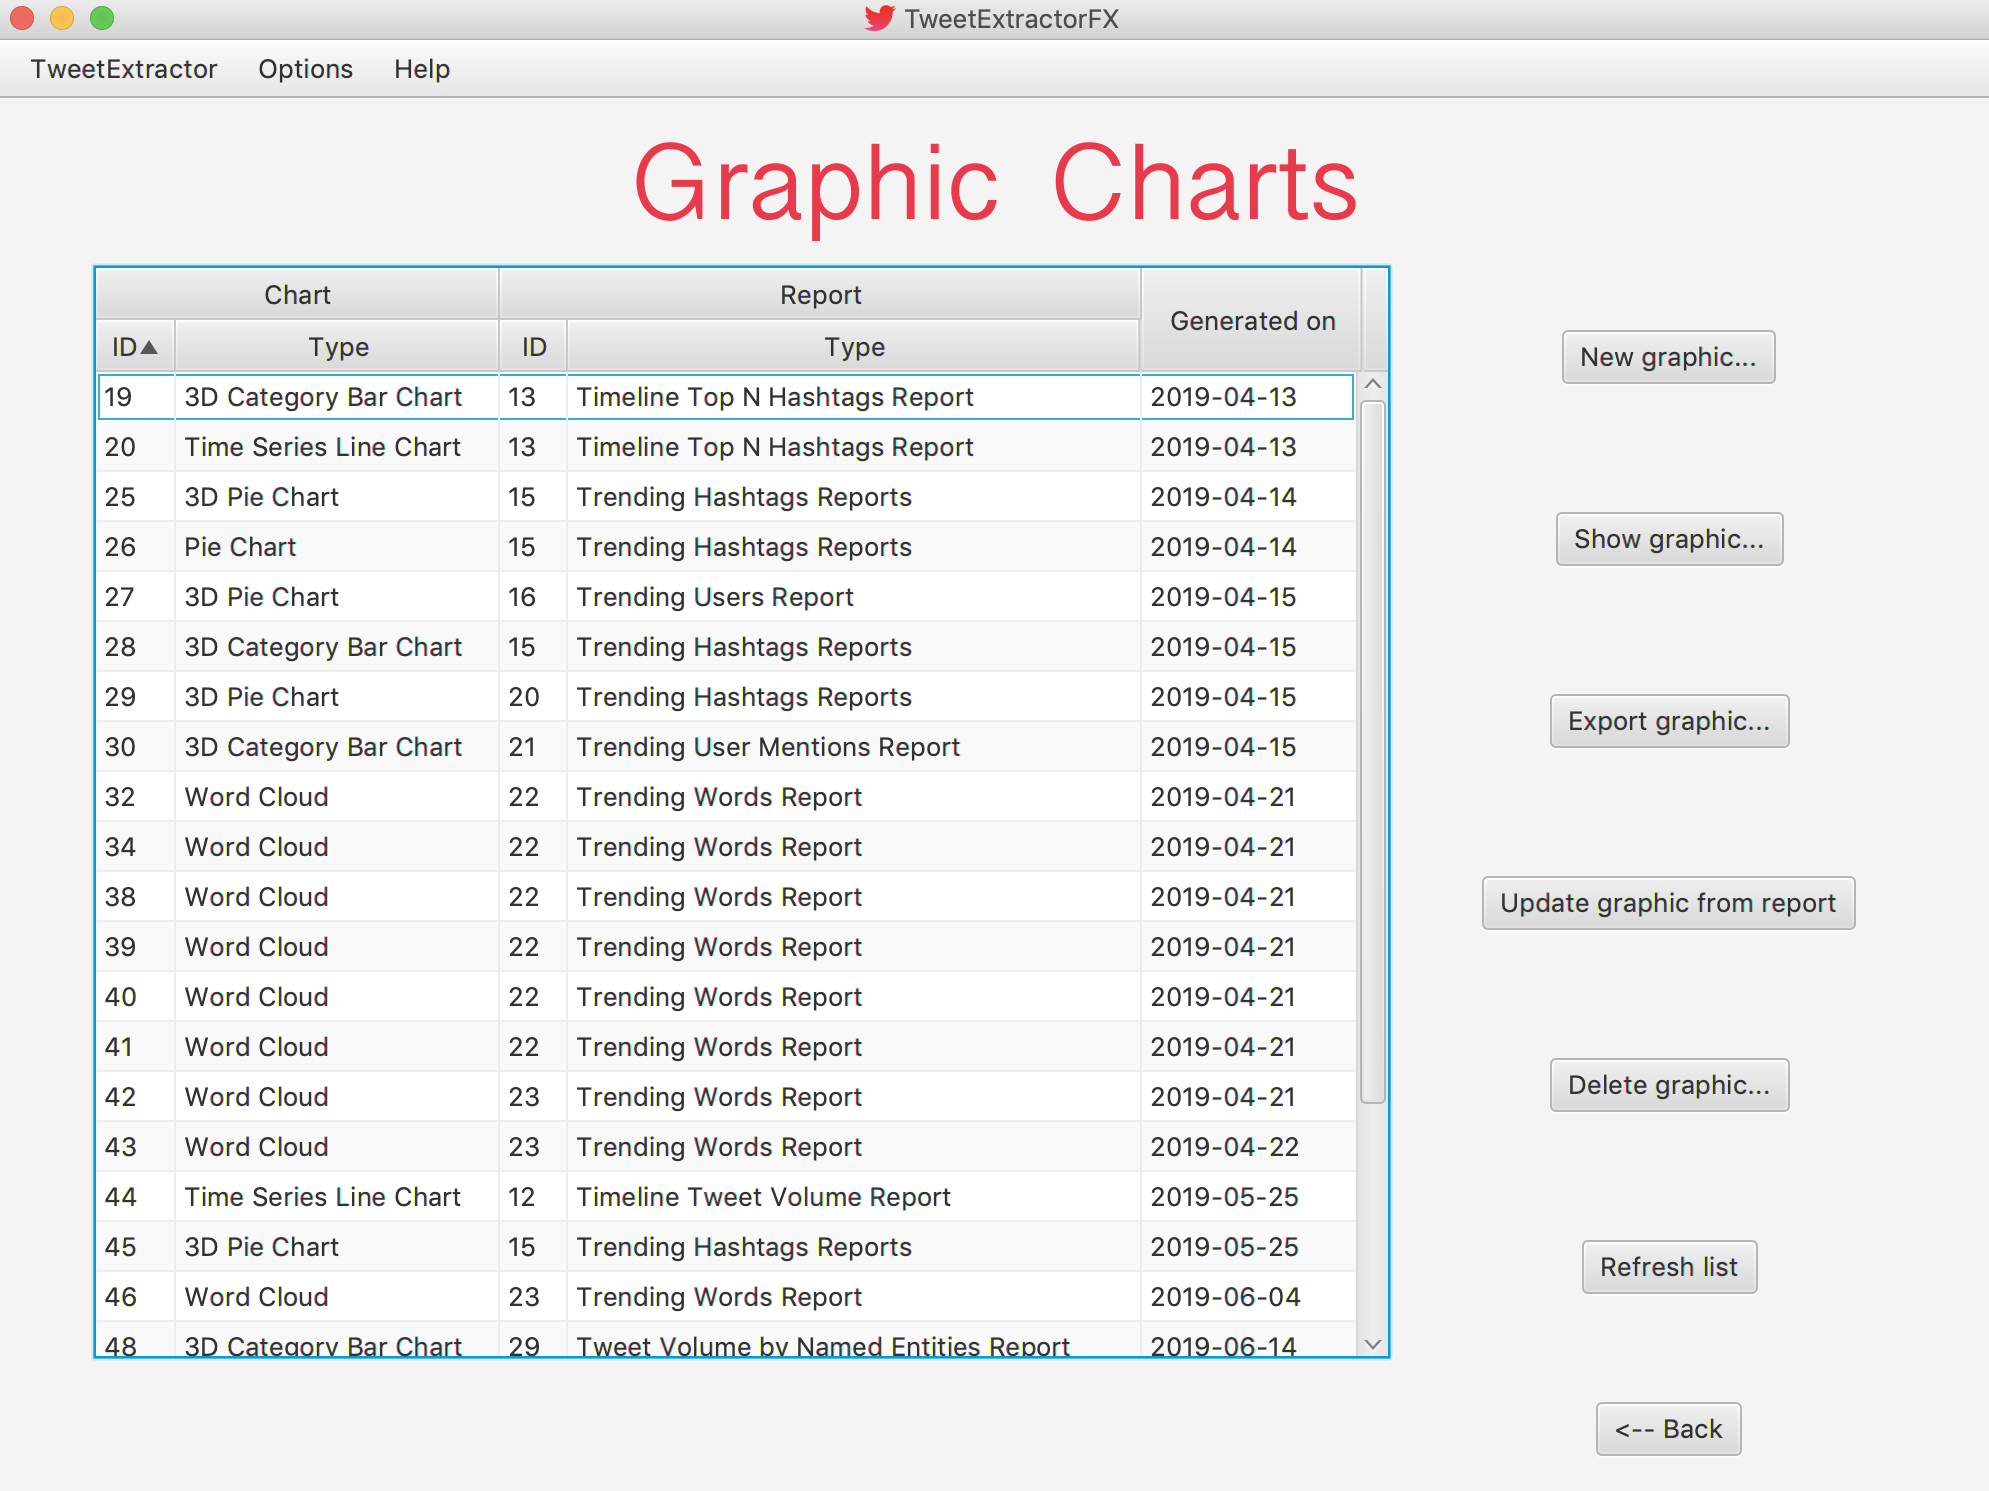 TweetExtractorFX
TweetExtractor Options Help
Graphic Charts
Chart Report Generated on
ID▲ Type ID Type
19 3D Category Bar Chart 13 Timeline Top N Hashtags Report 2019-04-13
20 Time Series Line Chart 13 Timeline Top N Hashtags Report 2019-04-13
25 3D Pie Chart 15 Trending Hashtags Reports 2019-04-14
26 Pie Chart 15 Trending Hashtags Reports 2019-04-14
27 3D Pie Chart 16 Trending Users Report 2019-04-15
28 3D Category Bar Chart 15 Trending Hashtags Reports 2019-04-15
29 3D Pie Chart 20 Trending Hashtags Reports 2019-04-15
30 3D Category Bar Chart 21 Trending User Mentions Report 2019-04-15
32 Word Cloud 22 Trending Words Report 2019-04-21
34 Word Cloud 22 Trending Words Report 2019-04-21
38 Word Cloud 22 Trending Words Report 2019-04-21
39 Word Cloud 22 Trending Words Report 2019-04-21
40 Word Cloud 22 Trending Words Report 2019-04-21
41 Word Cloud 22 Trending Words Report 2019-04-21
42 Word Cloud 23 Trending Words Report 2019-04-21
43 Word Cloud 23 Trending Words Report 2019-04-22
44 Time Series Line Chart 12 Timeline Tweet Volume Report 2019-05-25
45 3D Pie Chart 15 Trending Hashtags Reports 2019-05-25
46 Word Cloud 23 Trending Words Report 2019-06-04
48 3D Category Bar Chart 29 Tweet Volume by Named Entities Report 2019-06-14
New graphic...
Show graphic...
Export graphic...
Update graphic from report
Delete graphic...
Refresh list
<-- Back